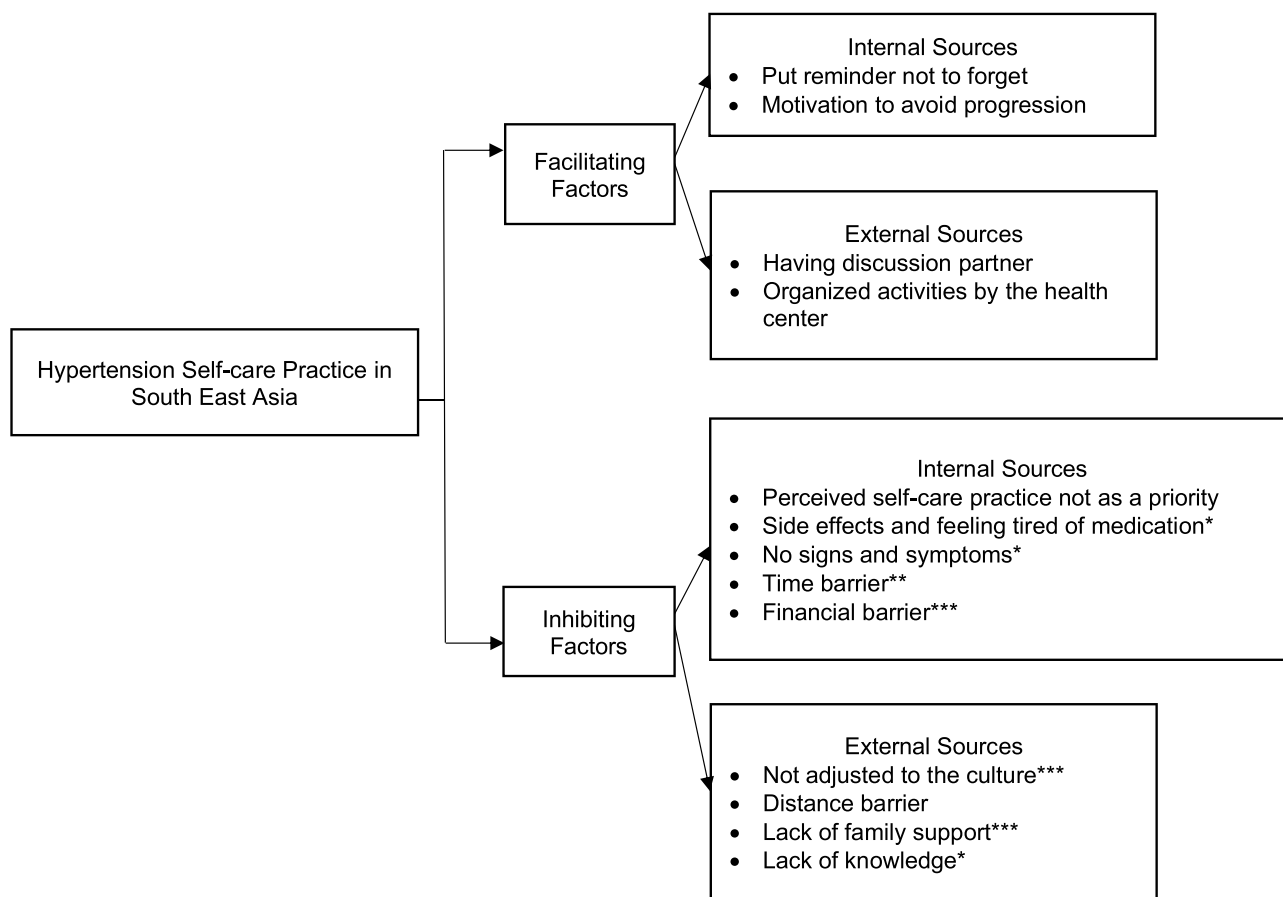 Hypertension Self-care Practice in
South East Asia
Facilitating
Factors
Internal Sources
• Put reminder not to forget
• Motivation to avoid progression
External Sources
• Having discussion partner
• Organized activities by the health
center
Inhibiting
Factors
Internal Sources
• Perceived self-care practice not as a priority
• Side effects and feeling tired of medication*
• No signs and symptoms*
• Time barrier**
• Financial barrier***
External Sources
• Not adjusted to the culture***
• Distance barrier
• Lack of family support***
• Lack of knowledge*